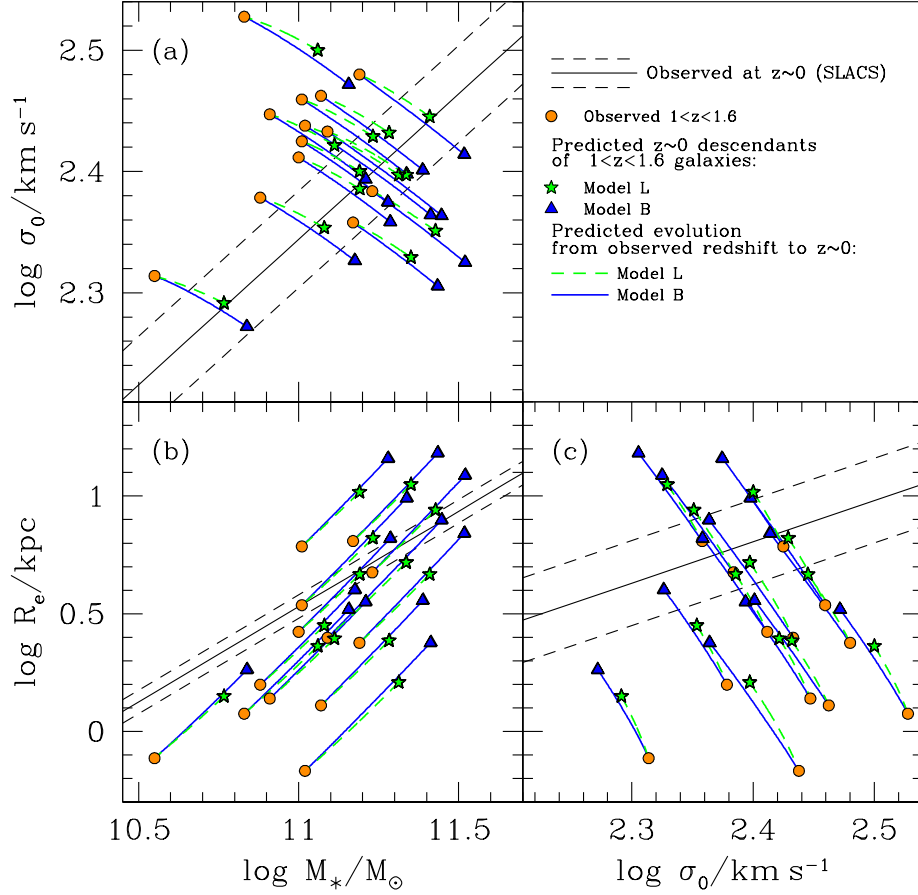 (a)
2.5
2.4
2.3
log σ₀/km s⁻¹
Observed at z~0 (SLACS)
Observed 1<z<1.6
Predicted z~0 descendants
of 1<z<1.6 galaxies:
Model L
Model B
Predicted evolution
from observed redshift to z~0:
Model L
Model B
(b)
1
0.5
0
log Rₑ/kpc
10.5
11
11.5
log M*/M⊙
(c)
2.3
2.4
2.5
log σ₀/km s⁻¹